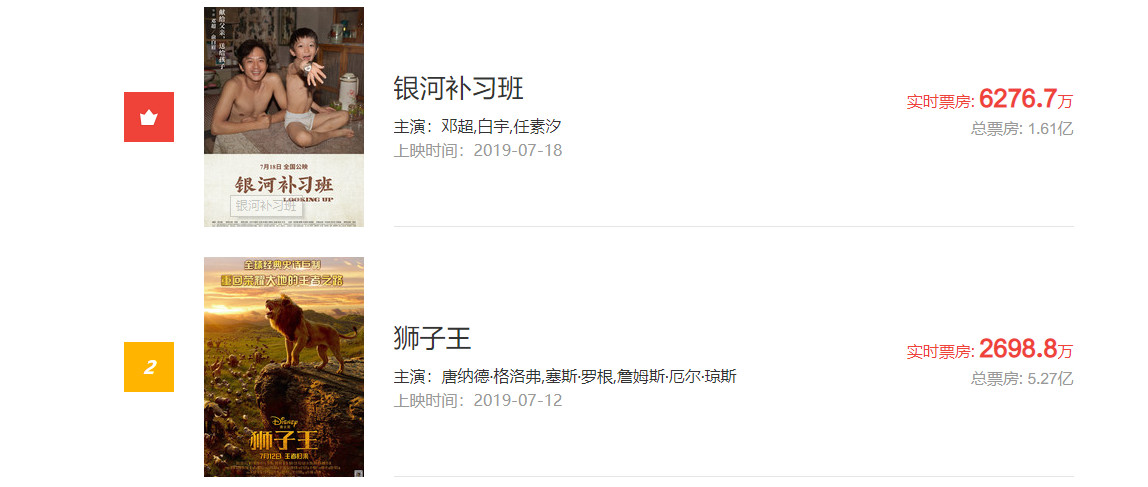 献给父亲，送给孩子
7月18日 全国公映
银河补习班
LOOKING UP
银河补习班
银河补习班
主演：邓超,白宇,任素汐
上映时间：2019-07-18
实时票房: 6276.7万
总票房: 1.61亿
全球经典史诗巨制
重回荣耀大地的王者之路
Disney
狮子王
7月12日 王者归来
2
狮子王
主演：唐纳德·格洛弗,塞斯·罗根,詹姆斯·厄尔·琼斯
上映时间：2019-07-12
实时票房: 2698.8万
总票房: 5.27亿